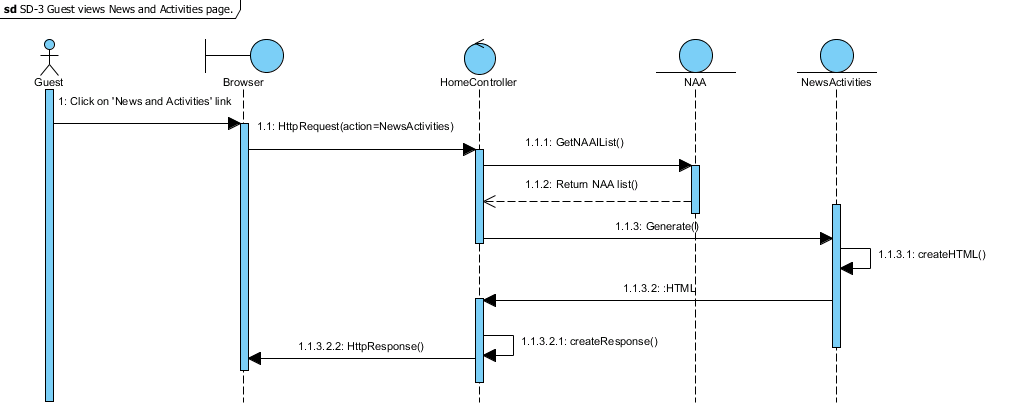 sd SD-3 Guest views News and Activities page.
Guest
Browser
HomeController
NAA
NewsActivities
1: Click on 'News and Activities' link
1.1: HttpRequest(action=NewsActivities)
1.1.1: GetNAAIList()
1.1.2: Return NAA list()
1.1.3: Generate()
1.1.3.1: createHTML()
1.1.3.2: :HTML
1.1.3.2.1: createResponse()
1.1.3.2.2: HttpResponse()